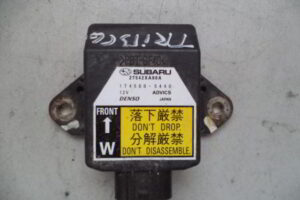 TRIBCG
SUBARU
27542XA00A
174500-5440
12V ADVICS
DENSO JAPAN
FRONT
↑
W
落下厳禁
DON'T DROP.
分解厳禁
DON'T DISASSEMBLE.